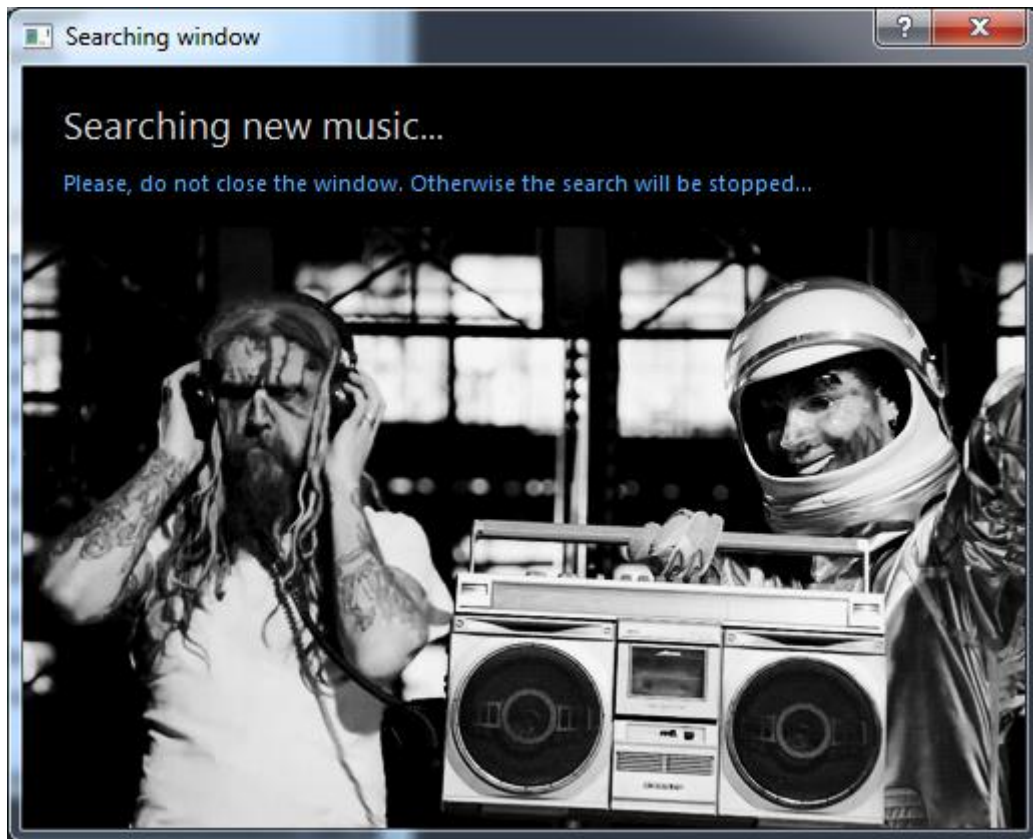 Searching window
?
Searching new music...
Please, do not close the window. Otherwise the search will be stopped...